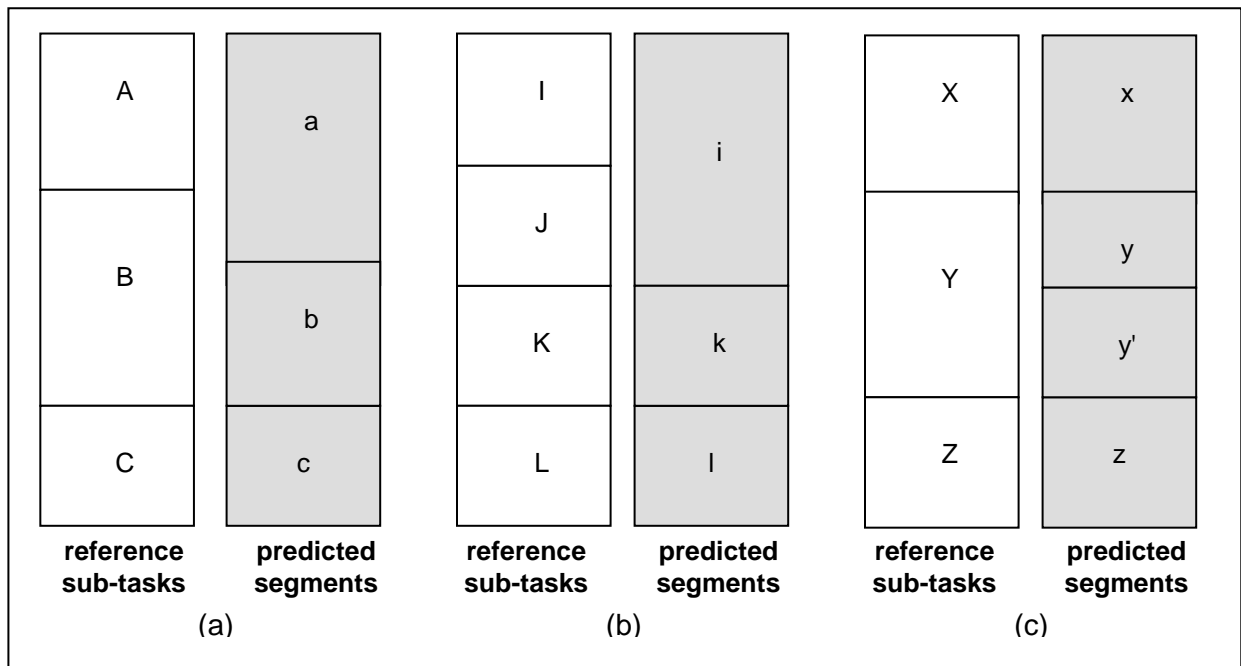 A
B
C
a
b
c
reference
sub-tasks
predicted
segments
(a)
I
J
K
L
i
k
l
reference
sub-tasks
predicted
segments
(b)
X
Y
Z
x
y
y'
z
reference
sub-tasks
predicted
segments
(c)